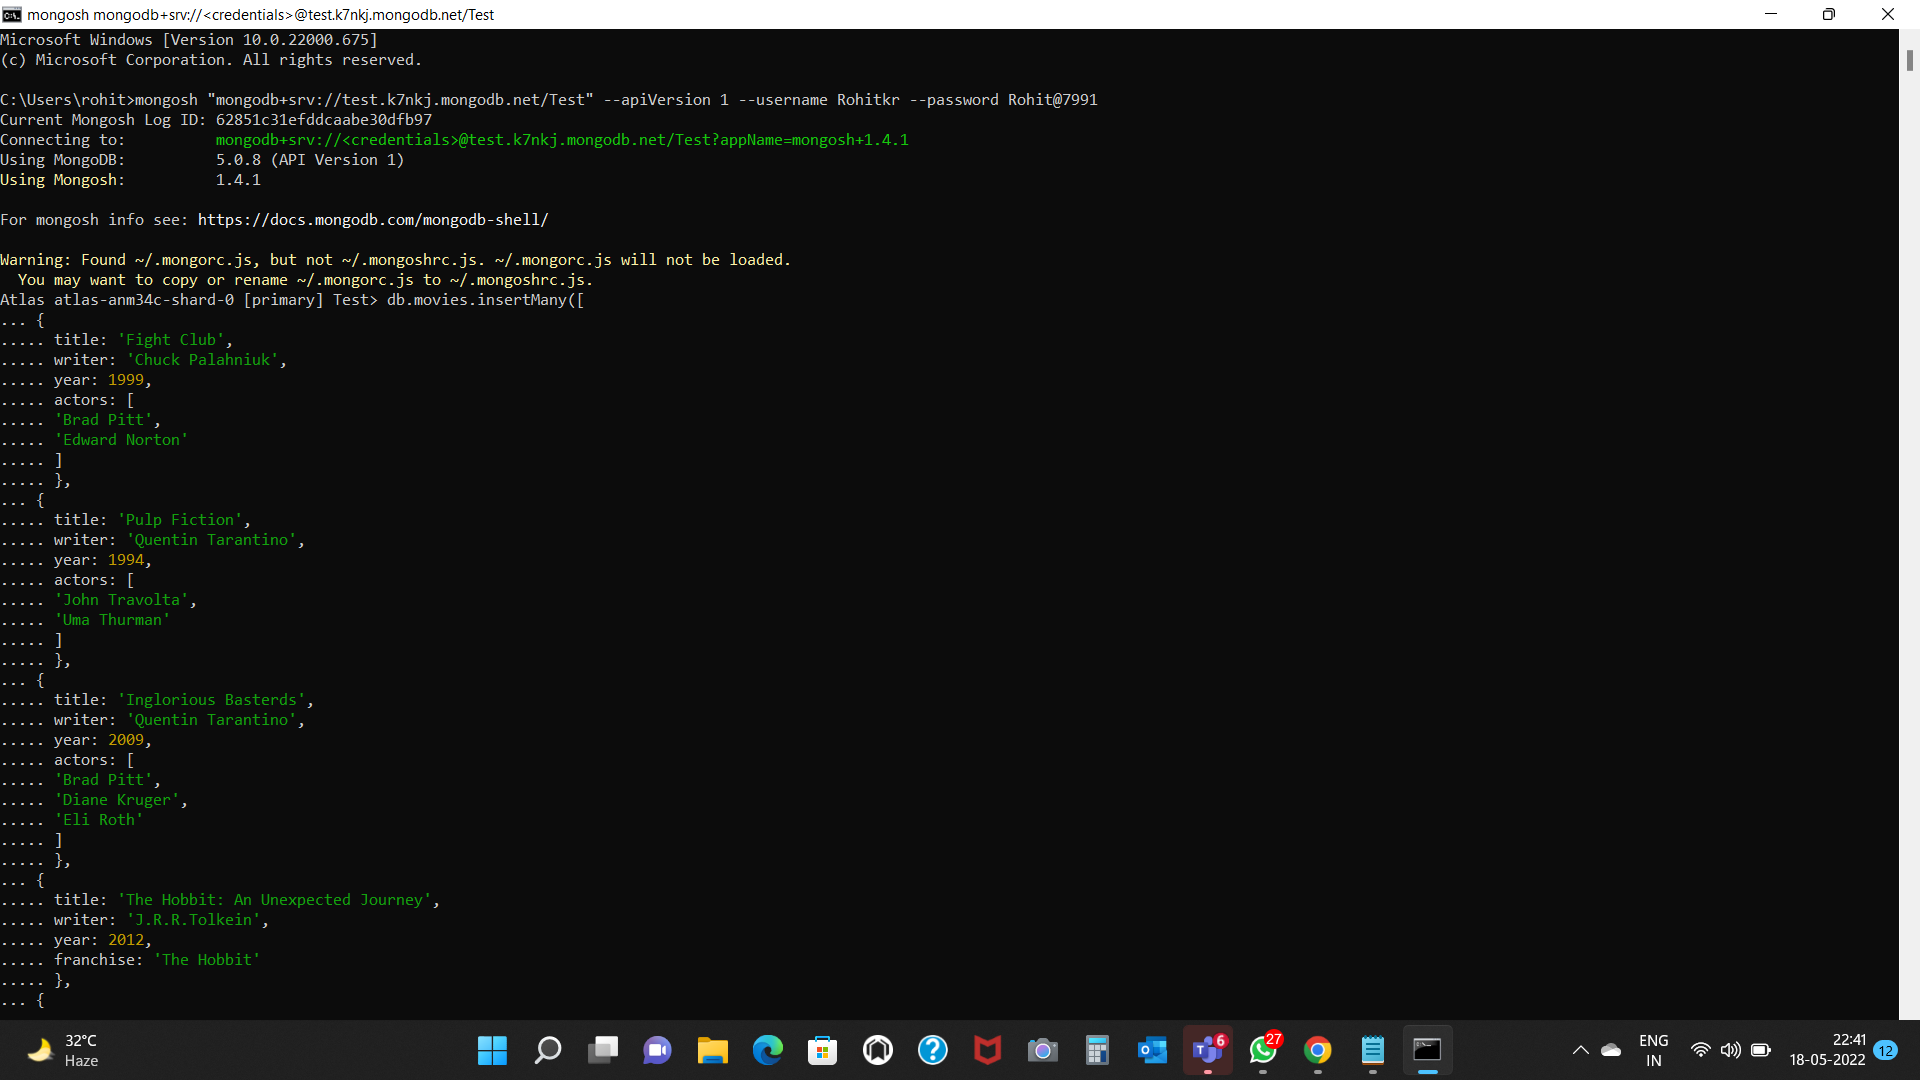 mongosh mongodb+srv://<credentials>@test.k7nkj.mongodb.net/Test
Microsoft Windows [Version 10.0.22000.675]
(c) Microsoft Corporation. All rights reserved.
C:\Users\rohit>mongosh "mongodb+srv://test.k7nkj.mongodb.net/Test" --apiVersion 1 --username Rohitkr --password Rohit@7991
Current Mongosh Log ID: 62851c31efddcaabe30dfb97
Connecting to: mongodb+srv://<credentials>@test.k7nkj.mongodb.net/Test?appName=mongosh+1.4.1
Using MongoDB: 5.0.8 (API Version 1)
Using Mongosh: 1.4.1
For mongosh info see: https://docs.mongodb.com/mongodb-shell/
Warning: Found ~/.mongorc.js, but not ~/.mongoshrc.js. ~/.mongorc.js will not be loaded.
You may want to copy or rename ~/.mongorc.js to ~/.mongoshrc.js.
Atlas atlas-anm34c-shard-0 [primary] Test> db.movies.insertMany([
... {
..... title: 'Fight Club',
..... writer: 'Chuck Palahniuk',
..... year: 1999,
..... actors: [
..... 'Brad Pitt',
..... 'Edward Norton'
..... ]
..... },
... {
..... title: 'Pulp Fiction',
..... writer: 'Quentin Tarantino',
..... year: 1994,
..... actors: [
..... 'John Travolta',
..... 'Uma Thurman'
..... ]
..... },
... {
..... title: 'Inglorious Basterds',
..... writer: 'Quentin Tarantino',
..... year: 2009,
..... actors: [
..... 'Brad Pitt',
..... 'Diane Kruger',
..... 'Eli Roth'
..... ]
..... },
... {
..... title: 'The Hobbit: An Unexpected Journey',
..... writer: 'J.R.R.Tolkein',
..... year: 2012,
..... franchise: 'The Hobbit'
..... },
... {
32°C
Haze
6
27
ENG
IN
22:41
18-05-2022
12